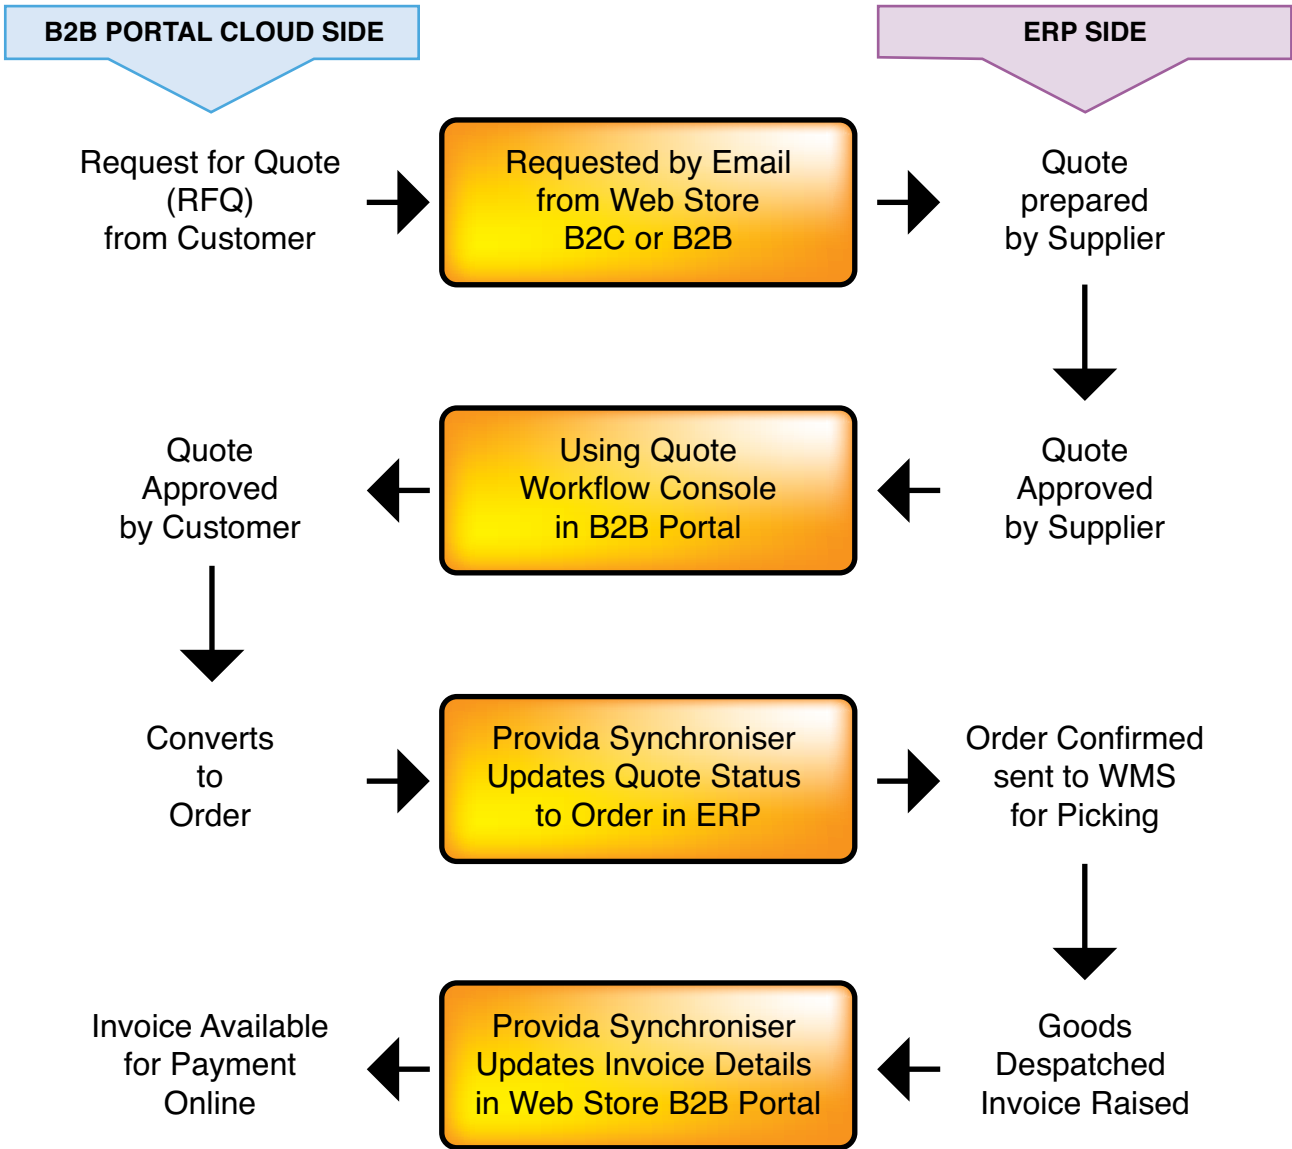 B2B PORTAL CLOUD SIDE
ERP SIDE
Request for Quote
(RFQ)
from Customer
Requested by Email
from Web Store
B2C or B2B
Quote
prepared
by Supplier
Quote
Approved
by Customer
Using Quote
Workflow Console
in B2B Portal
Quote
Approved
by Supplier
Converts
to
Order
Provida Synchroniser
Updates Quote Status
to Order in ERP
Order Confirmed
sent to WMS
for Picking
Invoice Available
for Payment
Online
Provida Synchroniser
Updates Invoice Details
in Web Store B2B Portal
Goods
Despatched
Invoice Raised